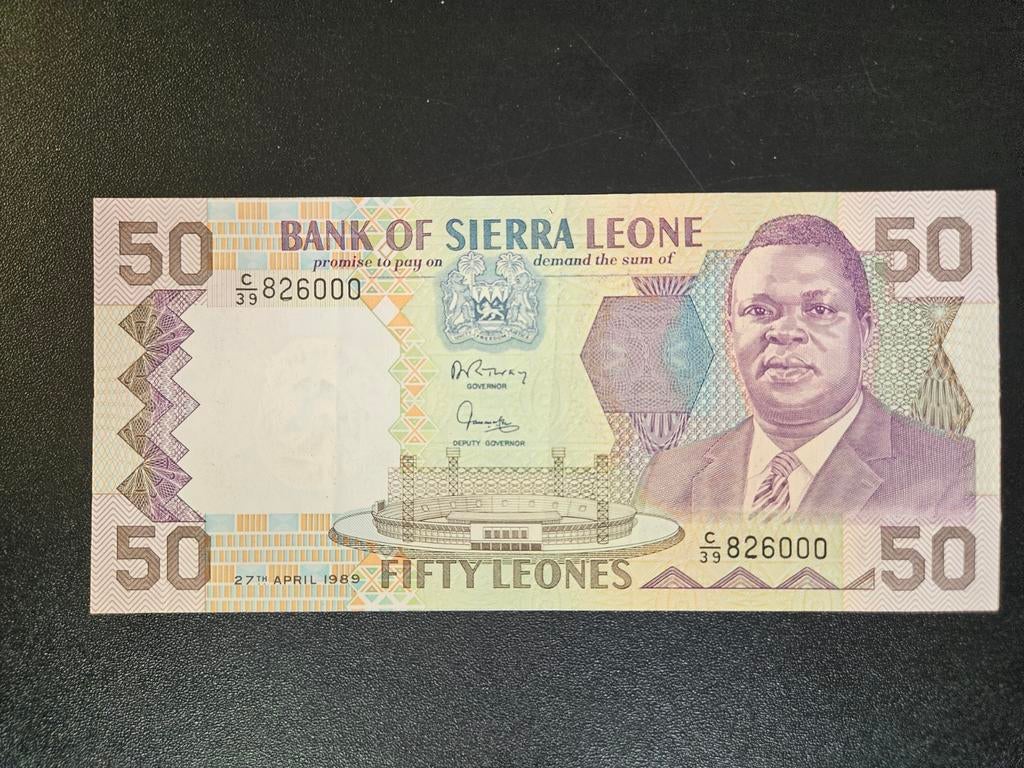 50 BANK OF SIERRA LEONE 50
promise to pay on demand the sum of
C/39 826000
FREEDOM
GOVERNOR
DEPUTY GOVERNOR
C/39 826000
50 27TH APRIL 1989 FIFTY LEONES 50